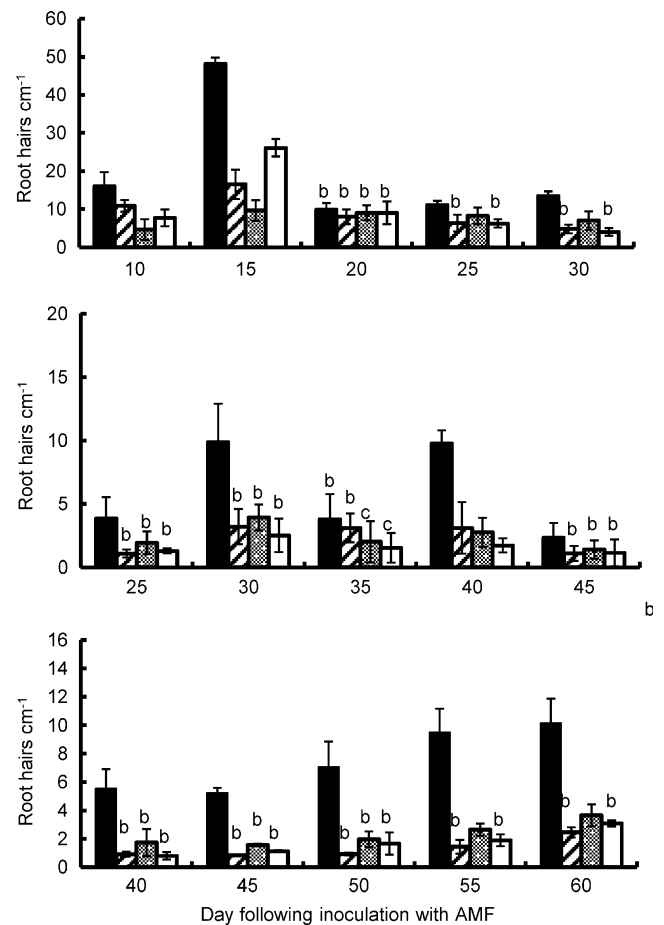 60
50
40
30
20
10
0
Root hairs cm-1
b b b b
b b
b b
10 15 20 25 30
20
15
10
5
0
Root hairs cm-1
b b b
b b b
b b c c
b b b
25 30 35 40 45
b
16
14
12
10
8
6
4
2
0
Root hairs cm-1
b b b
b b b
b b b
b b b
b b b
40 45 50 55 60
Day following inoculation with AMF